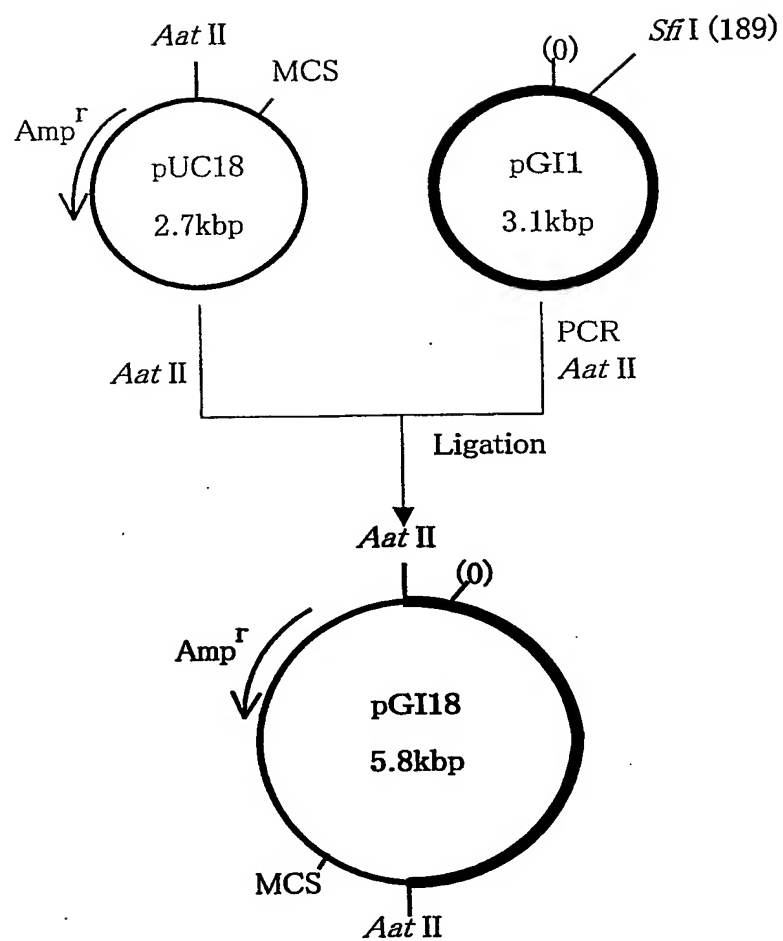 Aat II
MCS
Amp^r
pUC18
2.7kbp
Sfi I (189)
(0)
pGI1
3.1kbp
Aat II
PCR
Aat II
Ligation
Aat II
(0)
Amp^r
pGI18
5.8kbp
MCS
Aat II